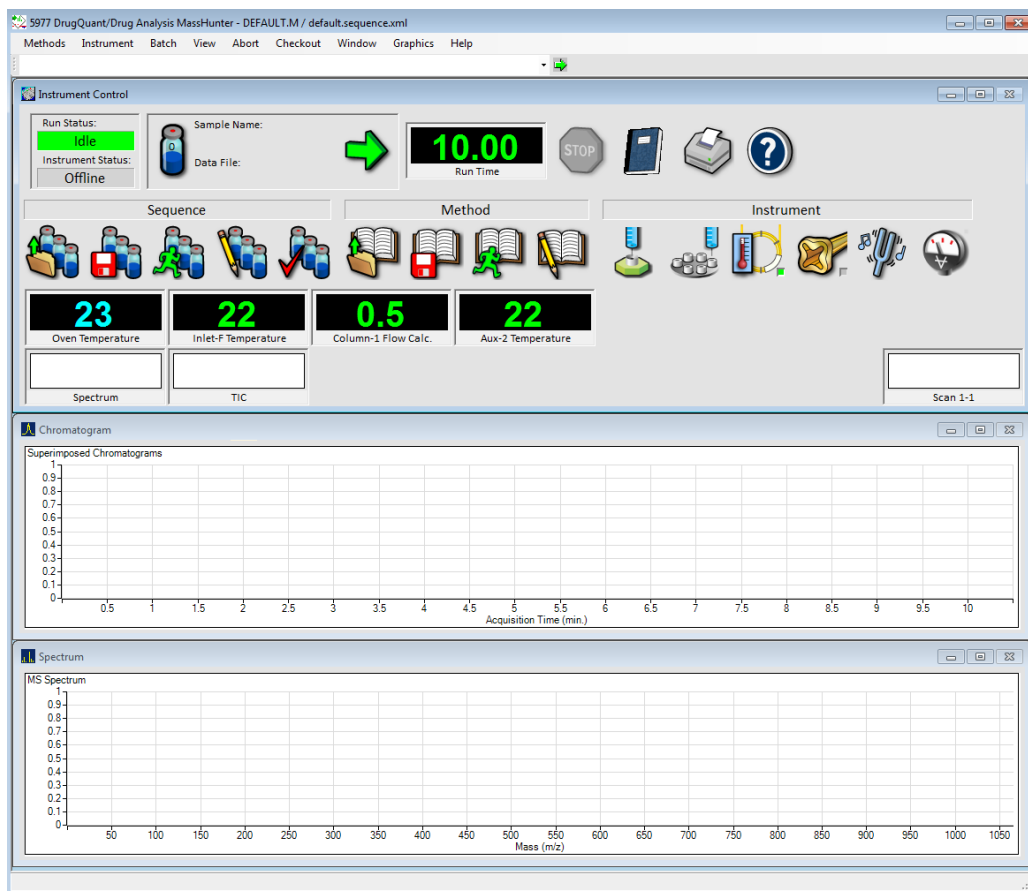 5977 DrugQuant/Drug Analysis MassHunter - DEFAULT.M / default.sequence.xml
Methods Instrument Batch View Abort Checkout Window Graphics Help
Instrument Control
Run Status:
Idle
Instrument Status:
Offline
0
Sample Name:
Data File:
10.00
Run Time
STOP
?
Sequence Method Instrument
23 22 0.5 22
Oven Temperature Inlet-F Temperature Column-1 Flow Calc. Aux-2 Temperature
Spectrum TIC Scan 1-1
Chromatogram
Superimposed Chromatograms
1
0.9
0.8
0.7
0.6
0.5
0.4
0.3
0.2
0.1
0
0.5 1 1.5 2 2.5 3 3.5 4 4.5 5 5.5 6 6.5 7 7.5 8 8.5 9 9.5 10
Acquisition Time (min.)
Spectrum
MS Spectrum
1
0.9
0.8
0.7
0.6
0.5
0.4
0.3
0.2
0.1
0
50 100 150 200 250 300 350 400 450 500 550 600 650 700 750 800 850 900 950 1000 1050
Mass (m/z)